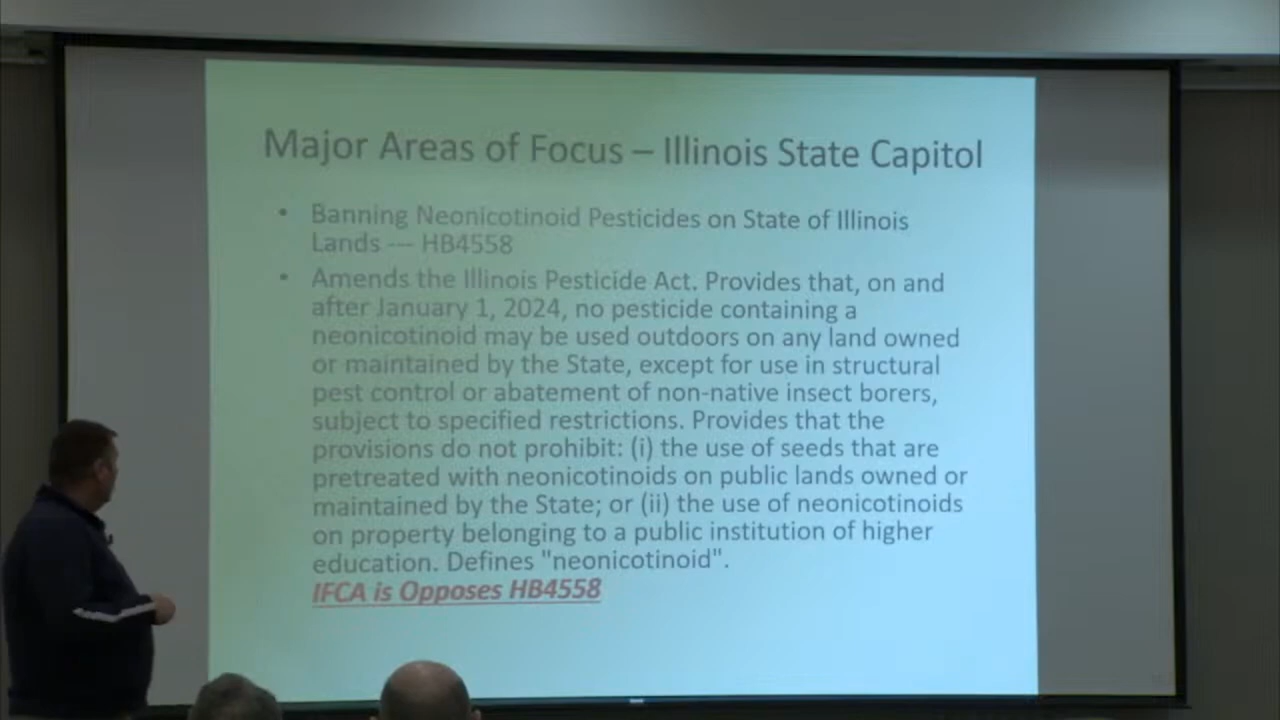 Major Areas of Focus – Illinois State Capitol
• Banning Neonicotinoid Pesticides on State of Illinois
Lands --- HB4558
• Amends the Illinois Pesticide Act. Provides that, on and
after January 1, 2024, no pesticide containing a
neonicotinoid may be used outdoors on any land owned
or maintained by the State, except for use in structural
pest control or abatement of non-native insect borers,
subject to specified restrictions. Provides that the
provisions do not prohibit: (i) the use of seeds that are
pretreated with neonicotinoids on public lands owned or
maintained by the State; or (ii) the use of neonicotinoids
on property belonging to a public institution of higher
education. Defines "neonicotinoid".
IFCA is Opposes HB4558